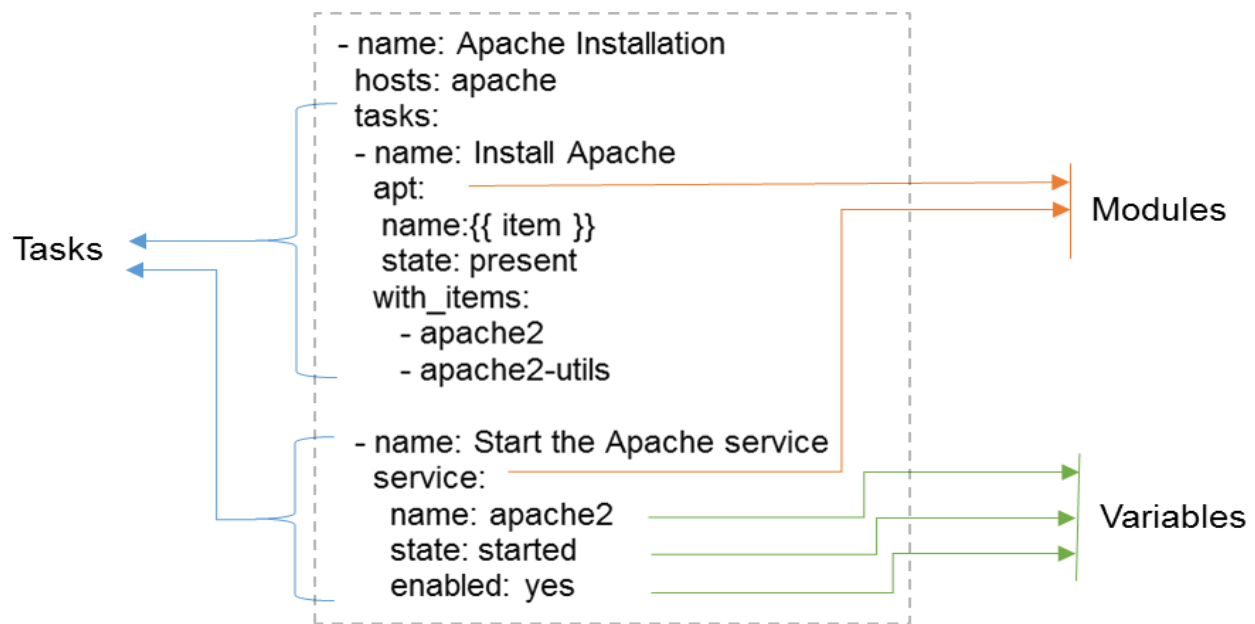 - name: Apache Installation
hosts: apache
tasks:
- name: Install Apache
apt:
name:{{ item }}
state: present
with_items:
- apache2
- apache2-utils
- name: Start the Apache service
service:
name: apache2
state: started
enabled: yes
Tasks
Modules
Variables